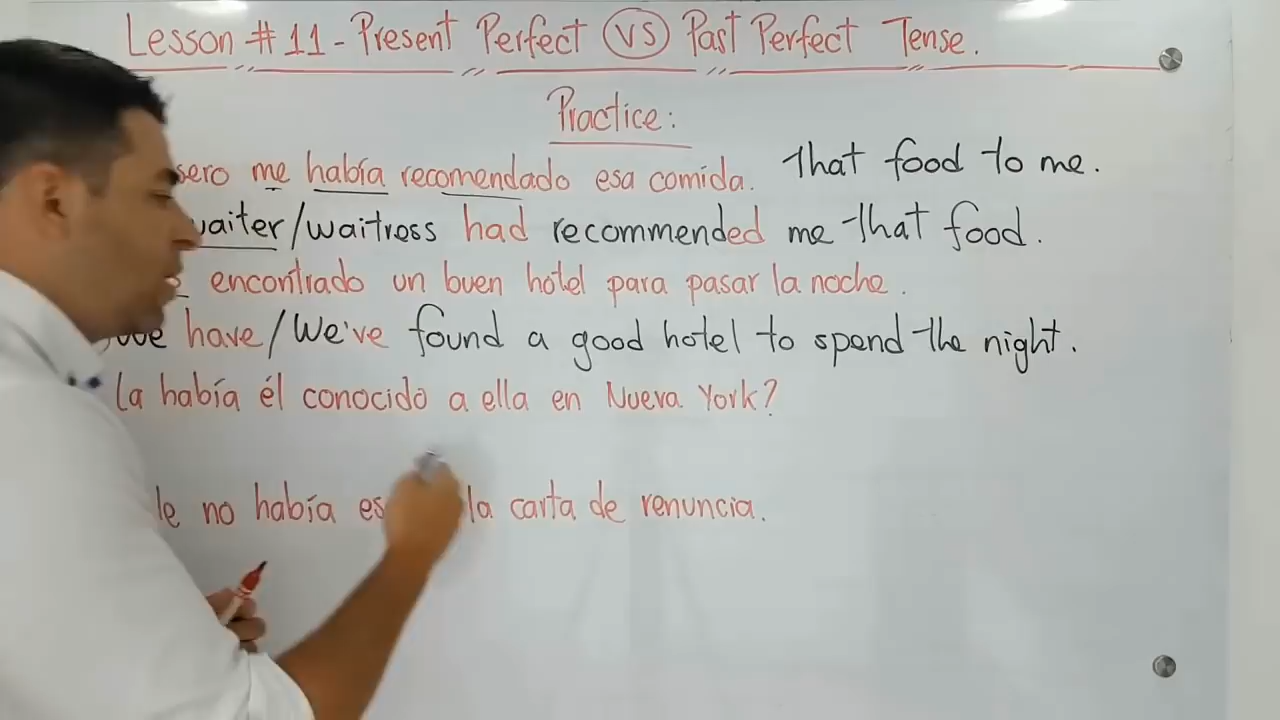 Lesson # 11 - Present Perfect VS Past Perfect Tense.
Practice:
me había recomendado esa comida. That food to me.
waiter/waitress had recommended me that food.
encontrado un buen hotel para pasar la noche.
have/We've found a good hotel to spend the night.
la había él conocido a ella en Nueva York?
le no había la carta de renuncia.